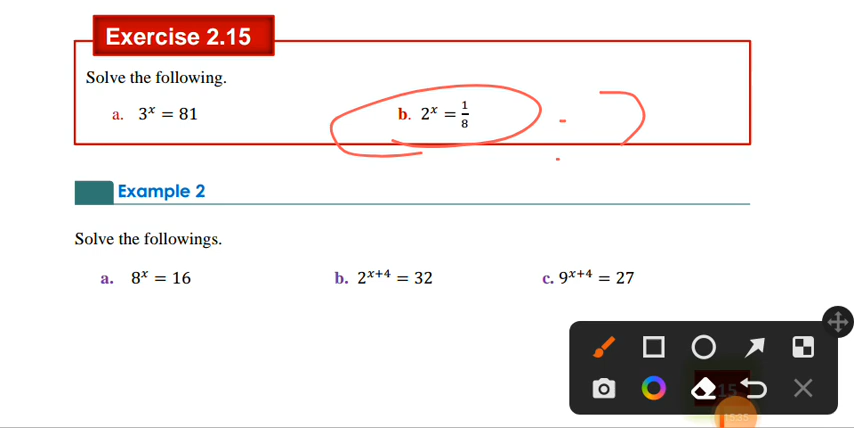 Exercise 2.15
Solve the following.
a. 3ˣ = 81 b. 2ˣ = 1/8
Example 2
Solve the followings.
a. 8ˣ = 16 b. 2ˣ⁺⁴ = 32 c. 9ˣ⁺⁴ = 27